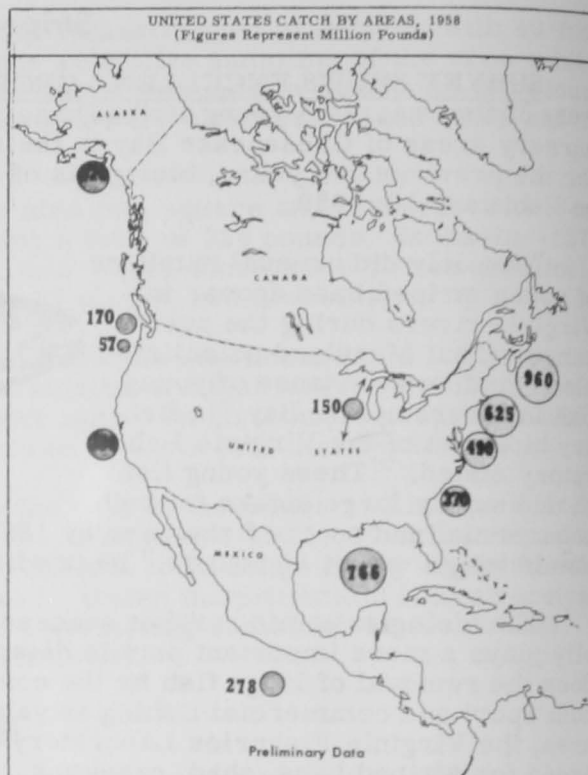 UNITED STATES CATCH BY AREAS, 1958
(Figures Represent Million Pounds)
ALASKA
CANADA
170
57
960
150
625
490
UNITED STATES
370
MEXICO
766
278
Preliminary Data